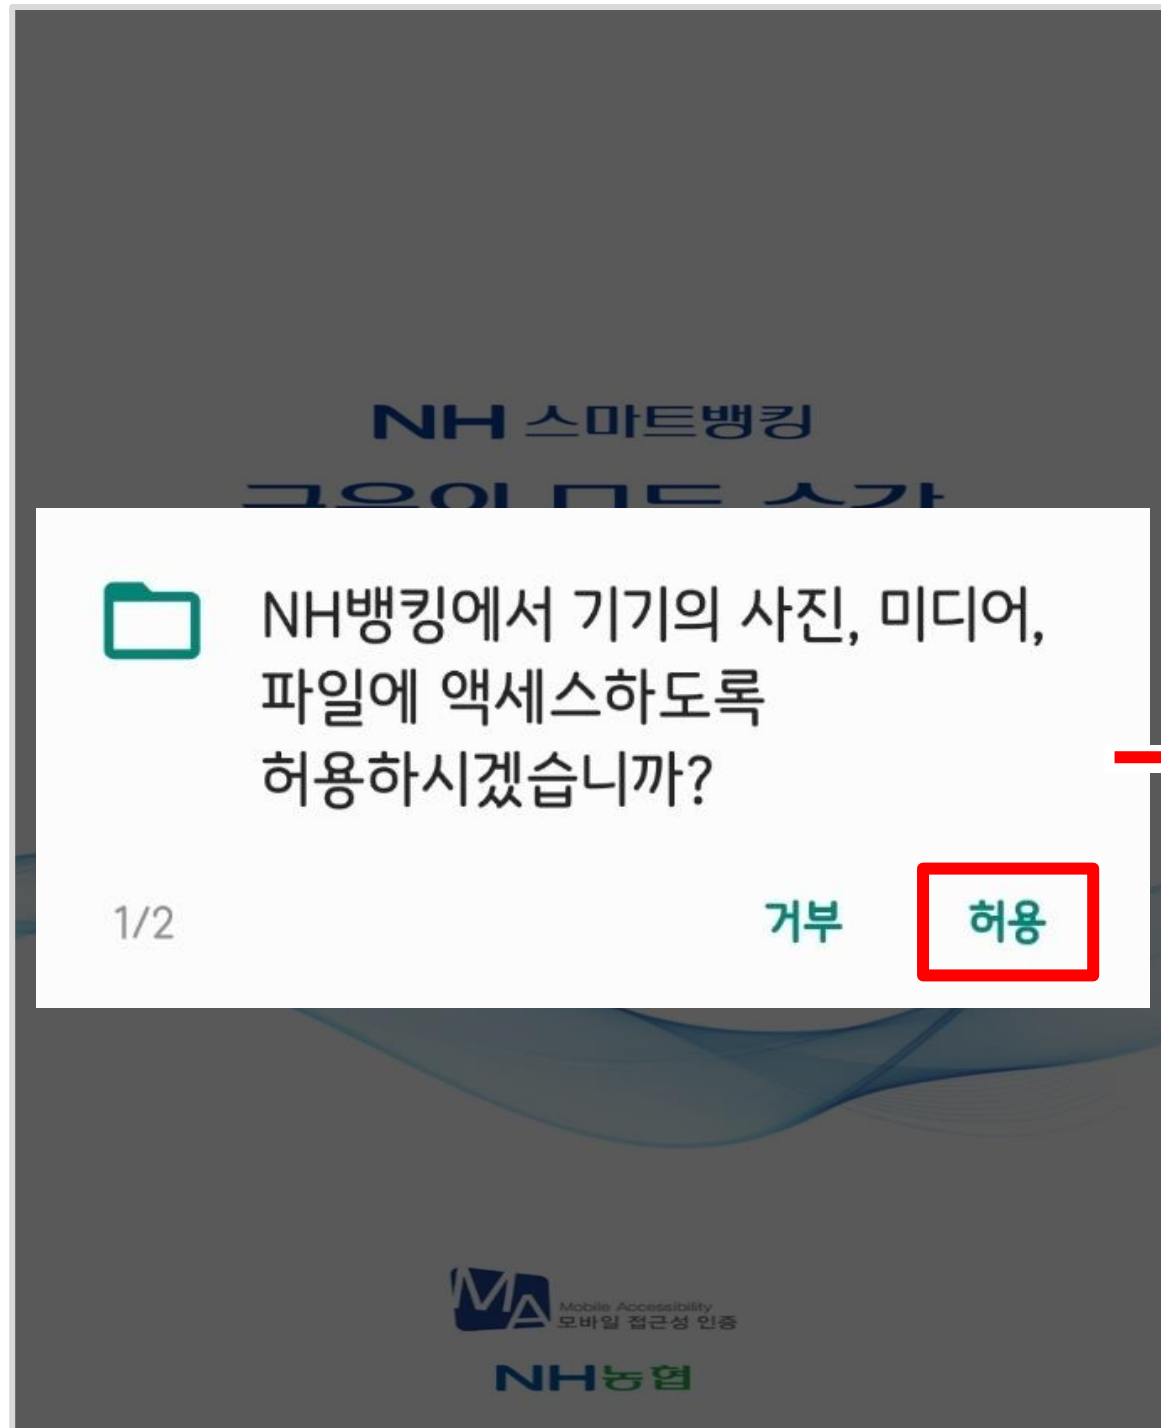 NH 스마트뱅킹
NH뱅킹에서 기기의 사진, 미디어,
파일에 액세스하도록
허용하시겠습니까?
1/2
거부
허용
MA
Mobile Accessibility
모바일 접근성 인증
NH농협